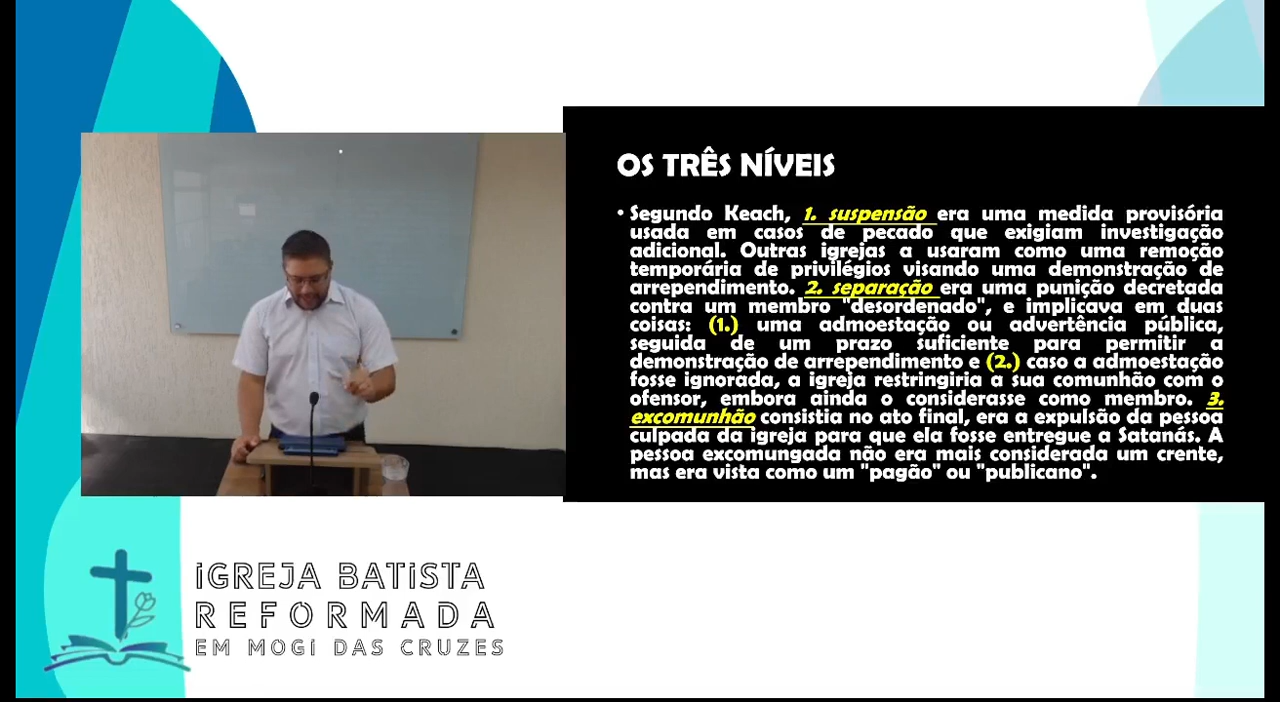 OS TRÊS NÍVEIS
• Segundo Keach, 1. suspensão era uma medida provisória
usada em casos de pecado que exigiam investigação
adicional. Outras igrejas a usaram como uma remoção
temporária de privilégios visando uma demonstração de
arrependimento. 2. separação era uma punição decretada
contra um membro "desordenado", e implicava em duas
coisas: (1.) uma admoestação ou advertência pública,
seguida de um prazo suficiente para permitir a
demonstração de arrependimento e (2.) caso a admoestação
fosse ignorada, a igreja restringiria a sua comunhão com o
ofensor, embora ainda o considerasse como membro. 3.
excomunhão consistia no ato final, era a expulsão da pessoa
culpada da igreja para que ela fosse entregue a Satanás. A
pessoa excomungada não era mais considerada um crente,
mas era vista como um "pagão" ou "publicano".
IGREJA BATISTA
REFORMADA
EM MOGI DAS CRUZES